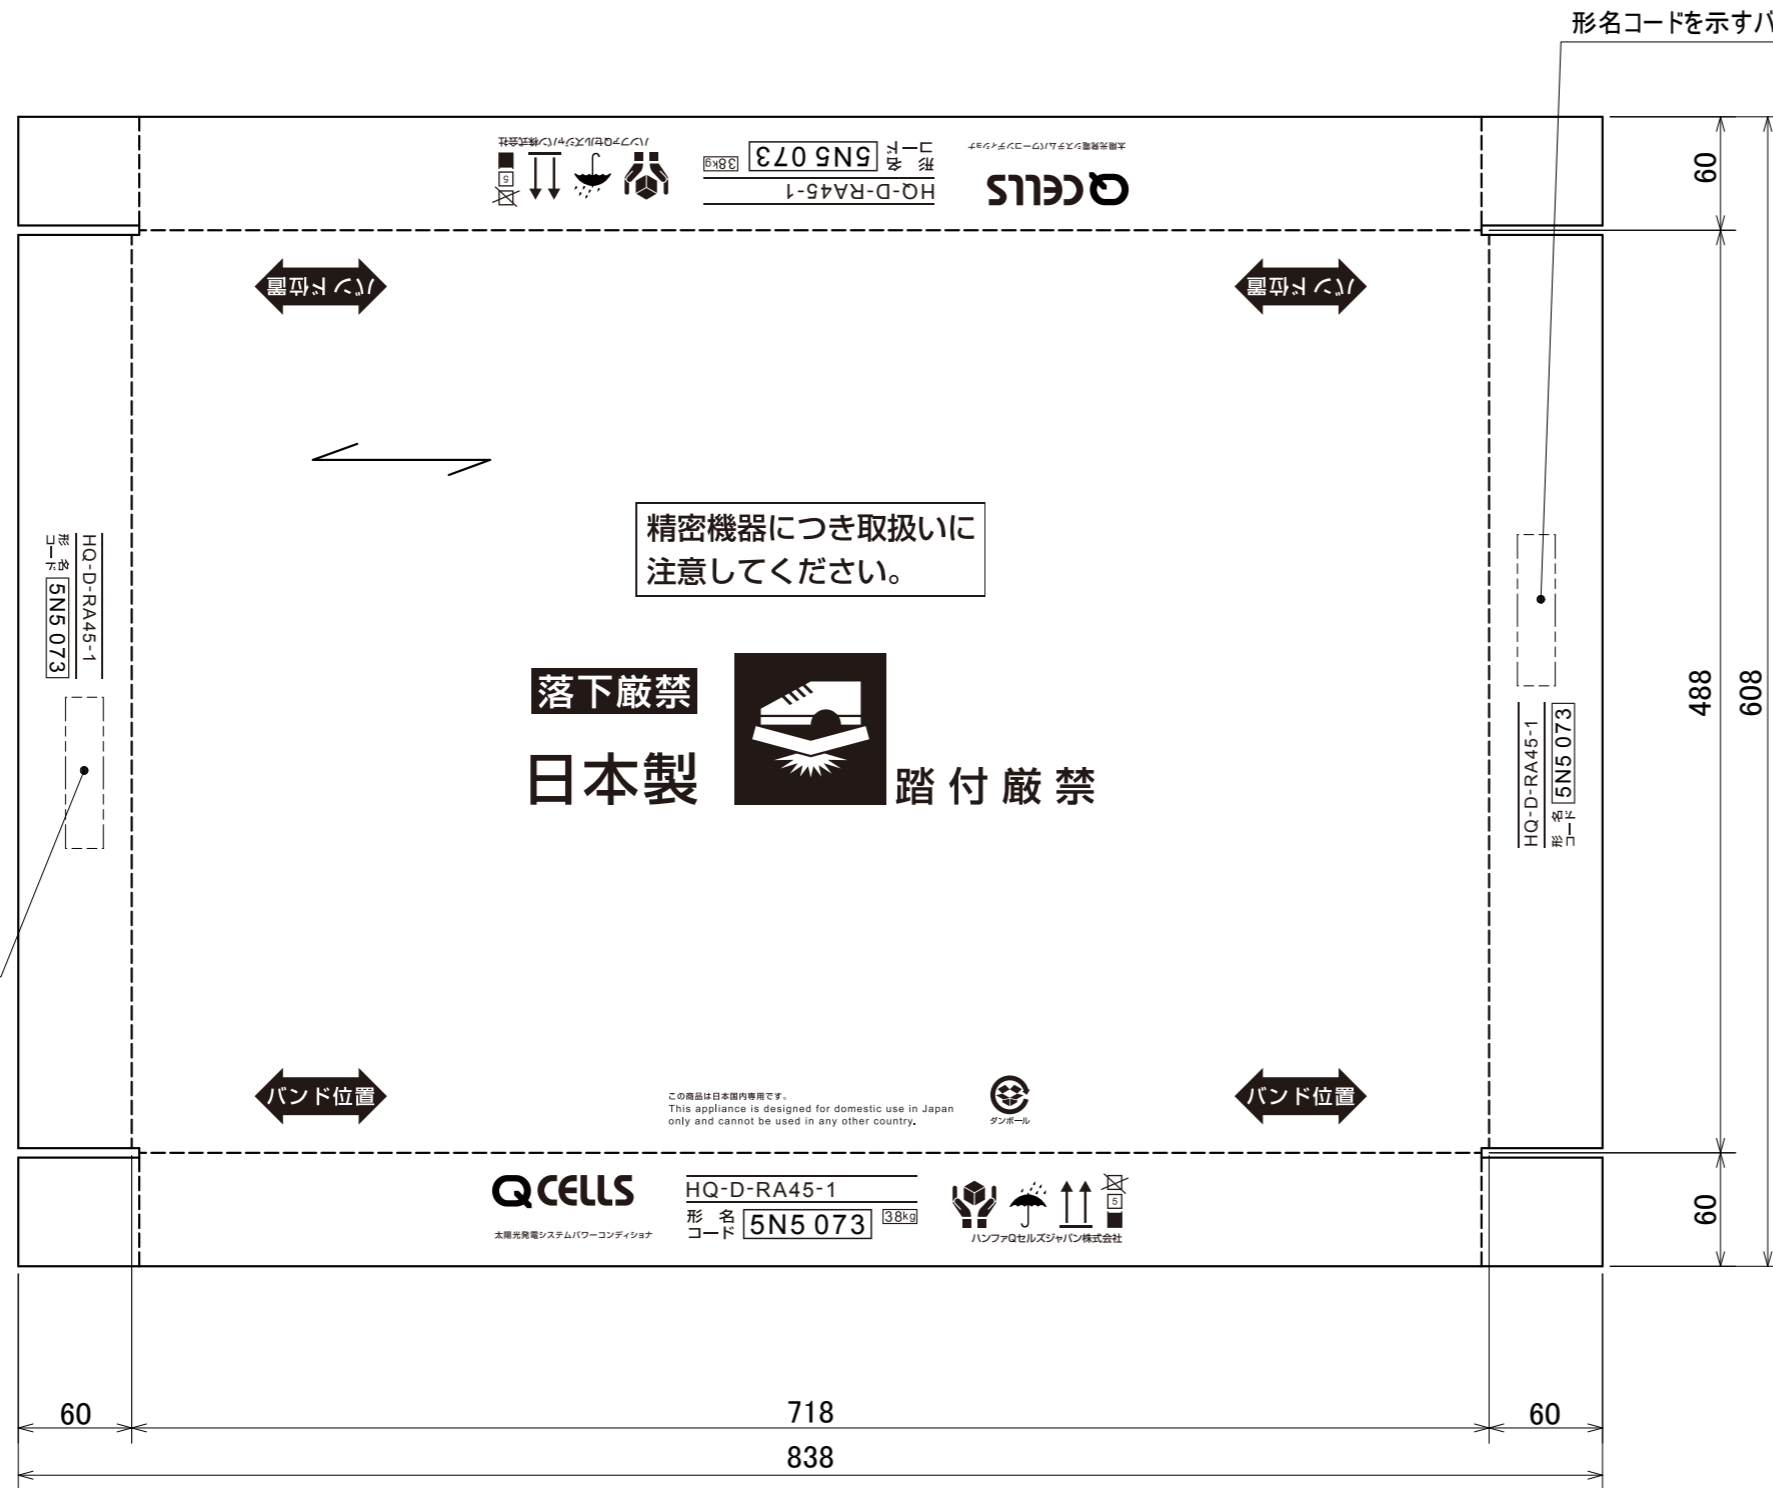 形名コードを示すバ
ハンファQセルズジャパン株式会社
5
38kg
形 名
コード
5N5 073
HQ-D-RA45-1
太陽光発電システムパワーコンディショナ
Q CELLS
60
バンド位置
バンド位置
精密機器につき取扱いに
注意してください。
HQ-D-RA45-1
形 名
コード
5N5 073
落下厳禁
日本製
踏付厳禁
HQ-D-RA45-1
形 名
コード
5N5 073
488
608
バンド位置
この商品は日本国内専用です。
This appliance is designed for domestic use in Japan
only and cannot be used in any other country.
ダンボール
バンド位置
Q CELLS
太陽光発電システムパワーコンディショナ
HQ-D-RA45-1
形 名
コード
5N5 073
38kg
5
ハンファQセルズジャパン株式会社
60
60
718
60
838